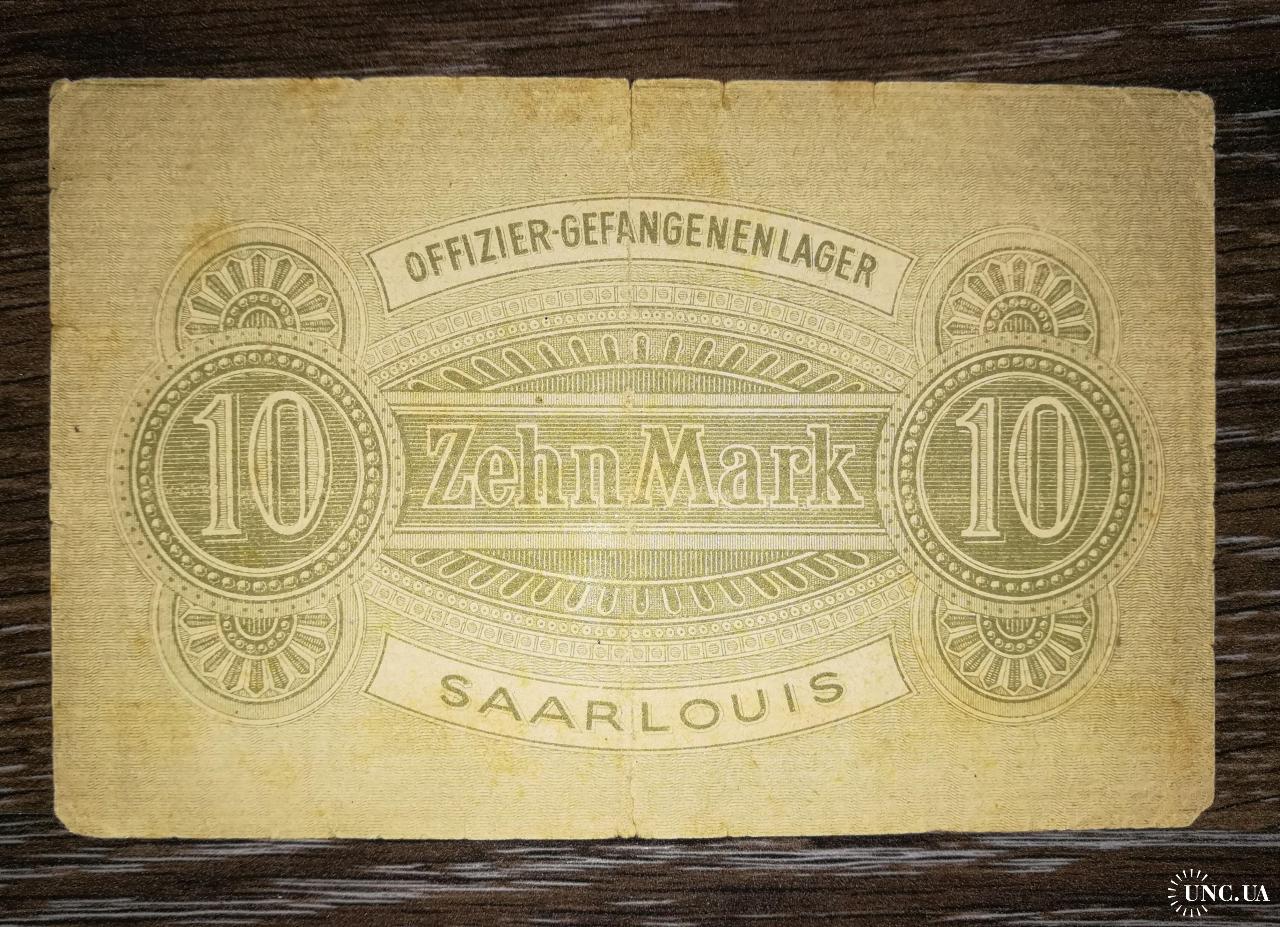 OFFIZIER-GEFANGENENLAGER
10 Zehn Mark 10
SAARLOUIS
UNC.UA